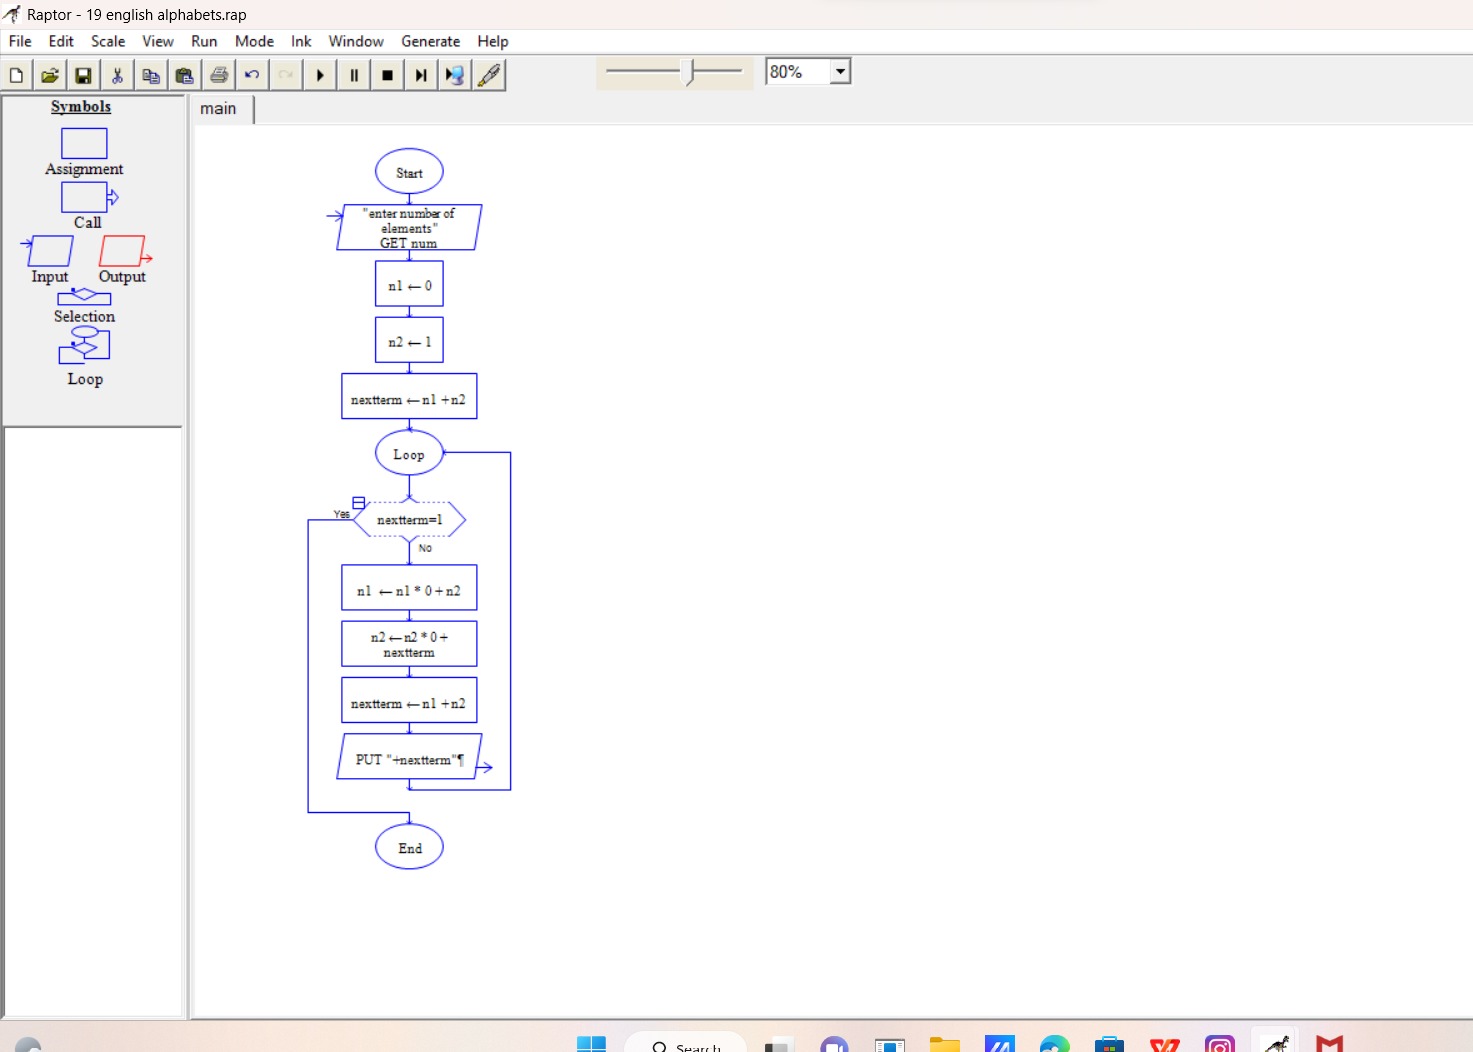 Raptor - 19 english alphabets.rap
File Edit Scale View Run Mode Ink Window Generate Help
80%
Symbols
Assignment
Call
Input Output
Selection
Loop
main
Start
"enter number of
elements"
GET num
n1 ← 0
n2 ← 1
nextterm ← n1 + n2
Loop
Yes
nextterm=1
No
n1 ← n1 * 0 + n2
n2 ← n2 * 0 +
nextterm
nextterm ← n1 + n2
PUT "+nextterm"¶
End
Search